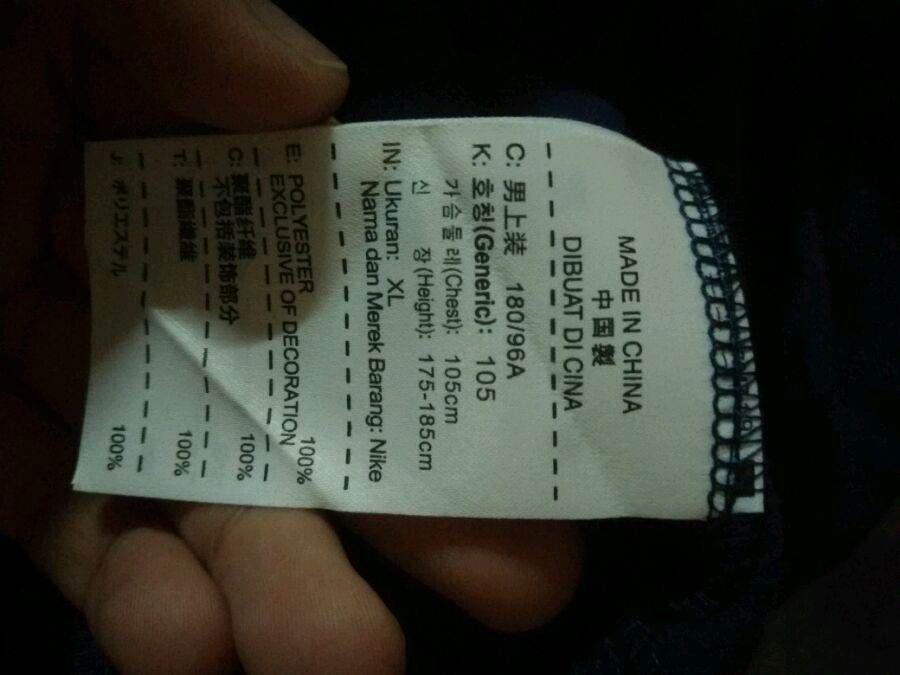 MADE IN CHINA
中国製
DIBUAT DI CINA
C: 男上装 180/96A
K: 호칭(Generic): 105
가슴둘레(Chest): 105cm
신 장(Height): 175-185cm
IN: Ukuran: XL
Nama dan Merek Barang: Nike
E: POLYESTER 100%
EXCLUSIVE OF DECORATION
C: 聚酯纤维 100%
不包括装饰部分
T: 聚酯纖維 100%
J: ポリエステル 100%